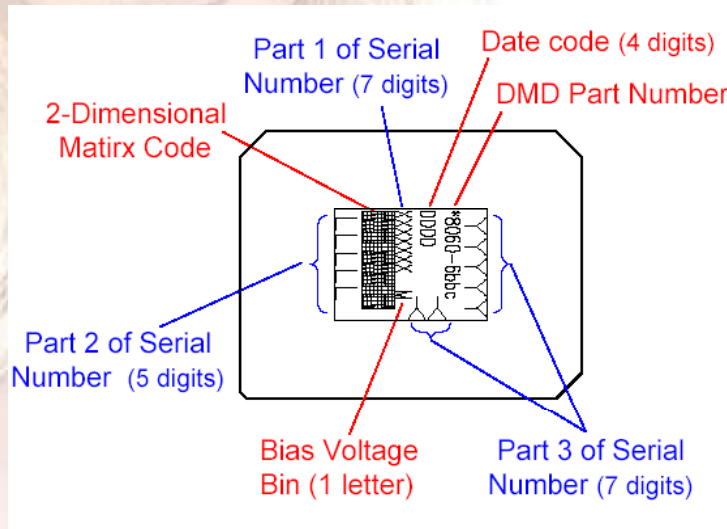 Part 1 of Serial
Number (7 digits)
Date code (4 digits)
DMD Part Number
2-Dimensional
Matirx Code
XXXXXXX
DDDD
*8060-6bbc
M
YYYYY
YY
Part 2 of Serial
Number (5 digits)
Bias Voltage
Bin (1 letter)
Part 3 of Serial
Number (7 digits)